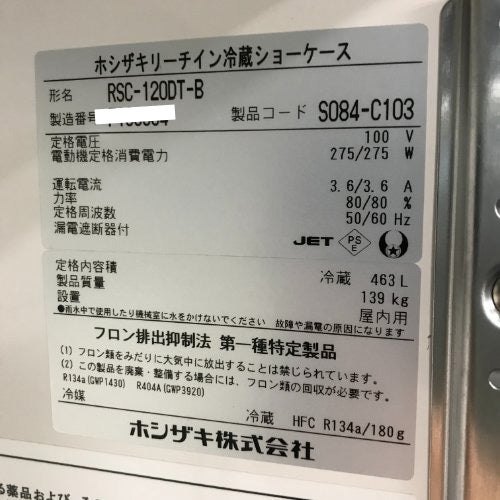 ホシザキリーチイン冷蔵ショーケース
形名 RSC-120DT-B
製造番号 製品コード S084-C103
定格電圧 100 V
電動機定格消費電力 275/275 W
運転電流 3.6/3.6 A
力率 80/80 %
定格周波数 50/60 Hz
漏電遮断器付
JET PS E
定格内容積 冷蔵 463 L
製品質量 139 kg
設置 屋内用
●雨水中で使用したり機械室に水をかけないでください 故障や漏電の原因になります
フロン排出抑制法 第一種特定製品
(1) フロン類をみだりに大気中に放出することは禁じられています。
(2) この製品を廃棄・整備する場合には、フロン類の回収が必要です。
R134a(GWP1430) R404A(GWP3920)
冷媒 冷蔵 HFC R134a/180g
ホシザキ株式会社
る薬品および、